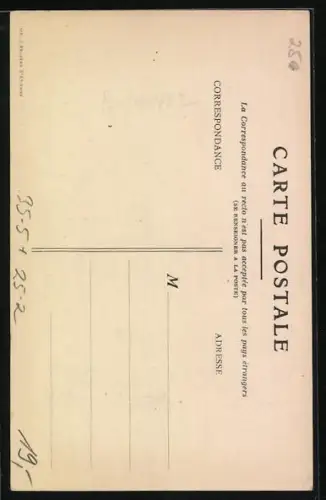 CARTE POSTALE
La Correspondance au recto n'est pas acceptée par tous les pays étrangers
(SE RENSEIGNER A LA POSTE)
CORRESPONDANCE
ADRESSE
M
25
35-5 + 25-2
19,-